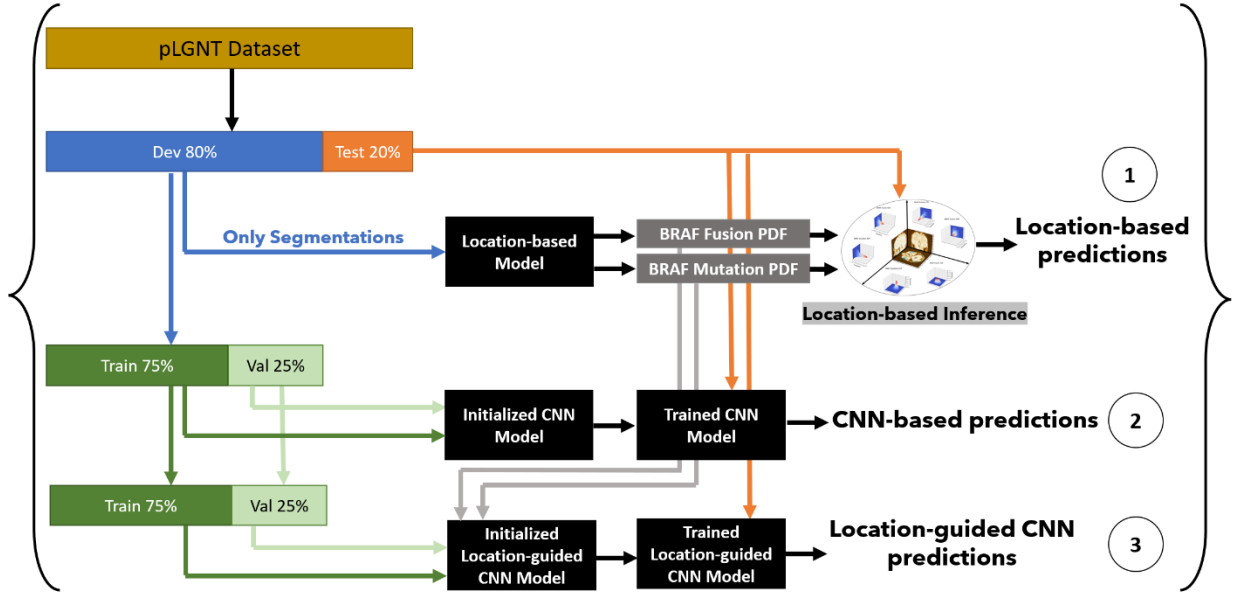 pLGNT Dataset
Dev 80%
Test 20%
1
Only Segmentations
Location-based
Model
BRAF Fusion PDF
BRAF Mutation PDF
Location-based
predictions
Location-based Inference
Train 75%
Val 25%
Initialized CNN
Model
Trained CNN
Model
CNN-based predictions
2
Train 75%
Val 25%
Initialized
Location-guided
CNN Model
Trained
Location-guided
CNN Model
Location-guided CNN
predictions
3